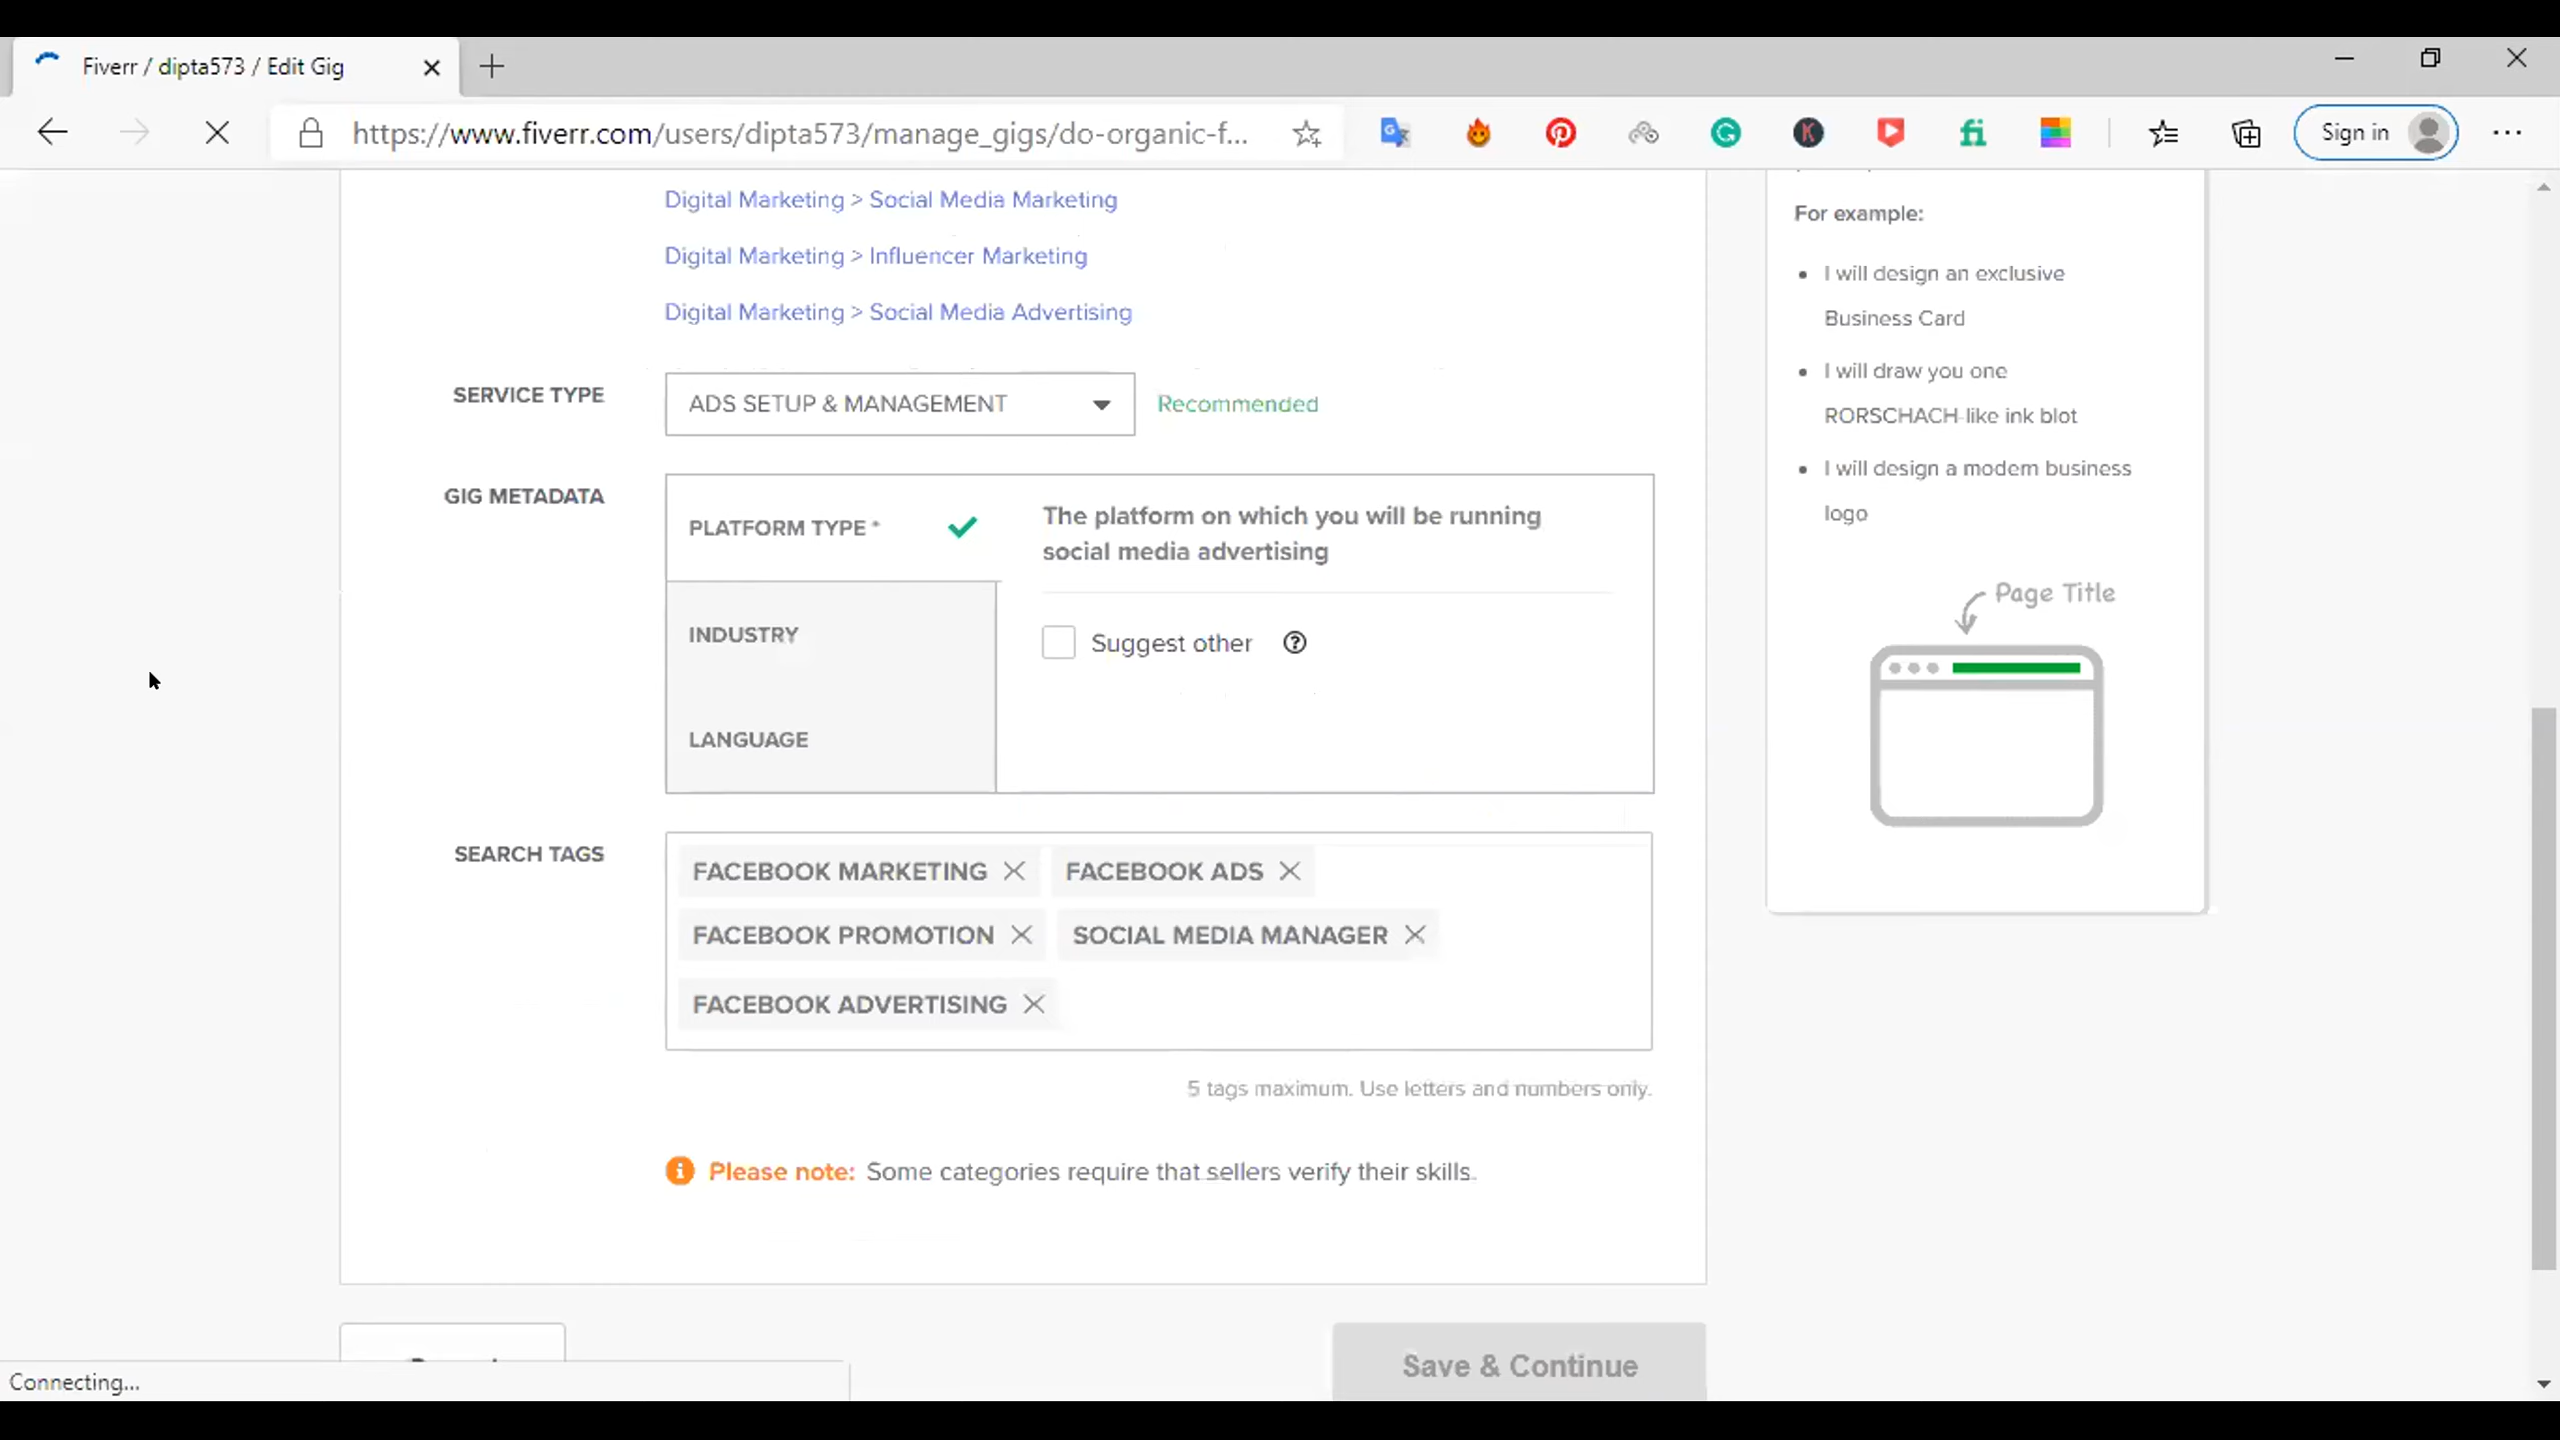 Fiverr / dipta573 / Edit Gig
https://www.fiverr.com/users/dipta573/manage_gigs/do-organic-f...
Sign in
Digital Marketing > Social Media Marketing
Digital Marketing > Influencer Marketing
Digital Marketing > Social Media Advertising
SERVICE TYPE
ADS SETUP & MANAGEMENT
Recommended
GIG METADATA
PLATFORM TYPE *
INDUSTRY
LANGUAGE
The platform on which you will be running
social media advertising
Suggest other
SEARCH TAGS
FACEBOOK MARKETING
FACEBOOK ADS
FACEBOOK PROMOTION
SOCIAL MEDIA MANAGER
FACEBOOK ADVERTISING
5 tags maximum. Use letters and numbers only.
Please note: Some categories require that sellers verify their skills.
Save & Continue
Connecting...
For example:
• I will design an exclusive
Business Card
• I will draw you one
RORSCHACH-like ink blot
• I will design a modern business
logo
Page Title